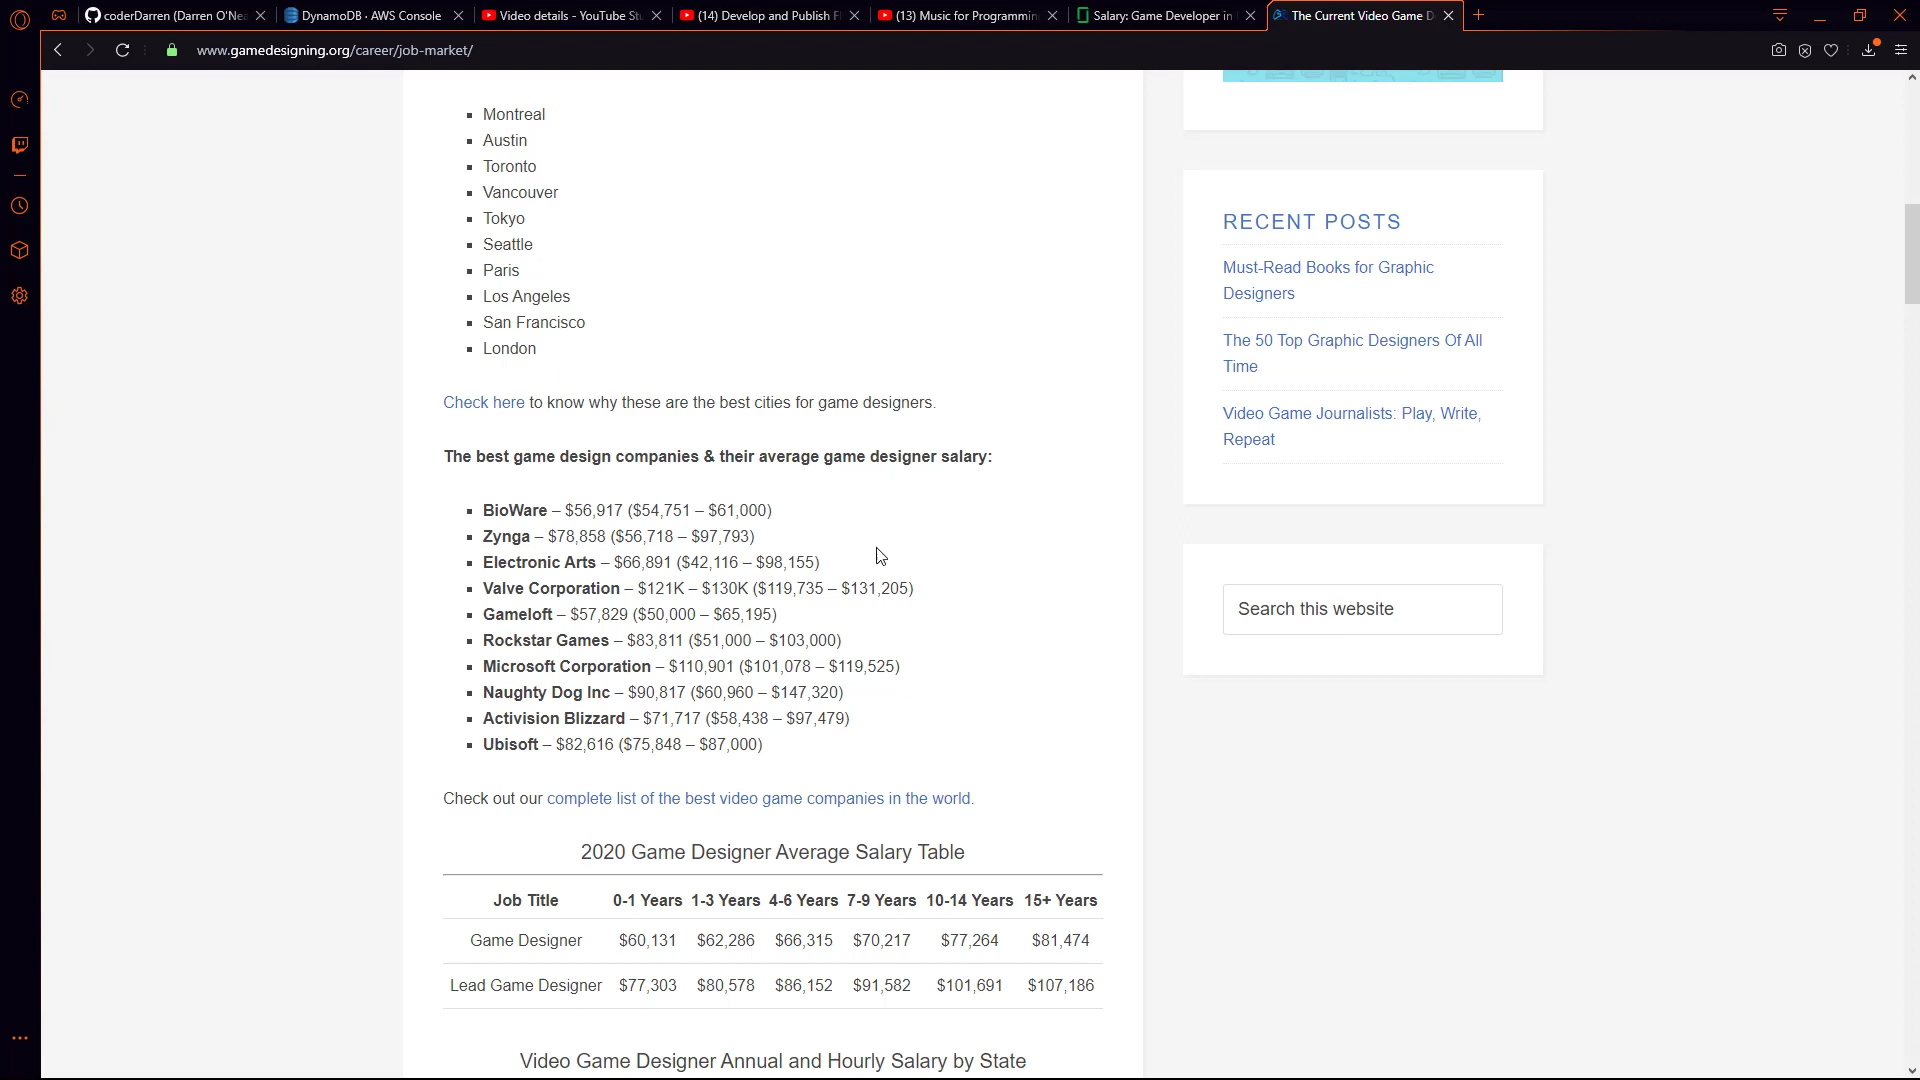 coderDarren (Darren O'Nea
DynamoDB · AWS Console
Video details - YouTube Stu
(14) Develop and Publish F
(13) Music for Programmin
Salary: Game Developer in
The Current Video Game D
www.gamedesigning.org/career/job-market/
Montreal
Austin
Toronto
Vancouver
Tokyo
Seattle
Paris
Los Angeles
San Francisco
London
Check here to know why these are the best cities for game designers.
The best game design companies & their average game designer salary:
BioWare – $56,917 ($54,751 – $61,000)
Zynga – $78,858 ($56,718 – $97,793)
Electronic Arts – $66,891 ($42,116 – $98,155)
Valve Corporation – $121K – $130K ($119,735 – $131,205)
Gameloft – $57,829 ($50,000 – $65,195)
Rockstar Games – $83,811 ($51,000 – $103,000)
Microsoft Corporation – $110,901 ($101,078 – $119,525)
Naughty Dog Inc – $90,817 ($60,960 – $147,320)
Activision Blizzard – $71,717 ($58,438 – $97,479)
Ubisoft – $82,616 ($75,848 – $87,000)
Check out our complete list of the best video game companies in the world.
2020 Game Designer Average Salary Table
Job Title 0-1 Years 1-3 Years 4-6 Years 7-9 Years 10-14 Years 15+ Years
Game Designer $60,131 $62,286 $66,315 $70,217 $77,264 $81,474
Lead Game Designer $77,303 $80,578 $86,152 $91,582 $101,691 $107,186
Video Game Designer Annual and Hourly Salary by State
RECENT POSTS
Must-Read Books for Graphic
Designers
The 50 Top Graphic Designers Of All
Time
Video Game Journalists: Play, Write,
Repeat
Search this website